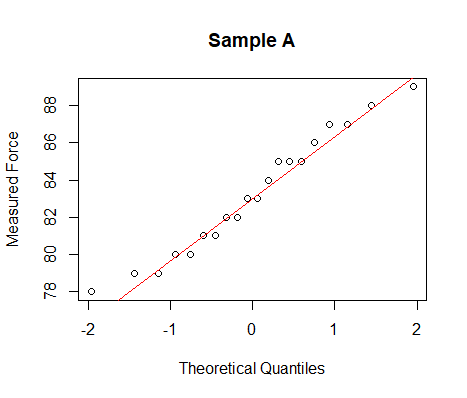 Sample A
Measured Force
88
86
84
82
80
78
-2 -1 0 1 2
Theoretical Quantiles